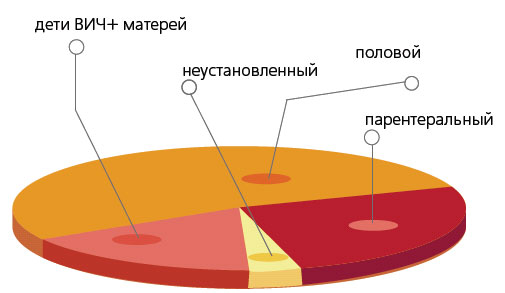 дети ВИЧ+ матерей
неустановленный
половой
парентеральный